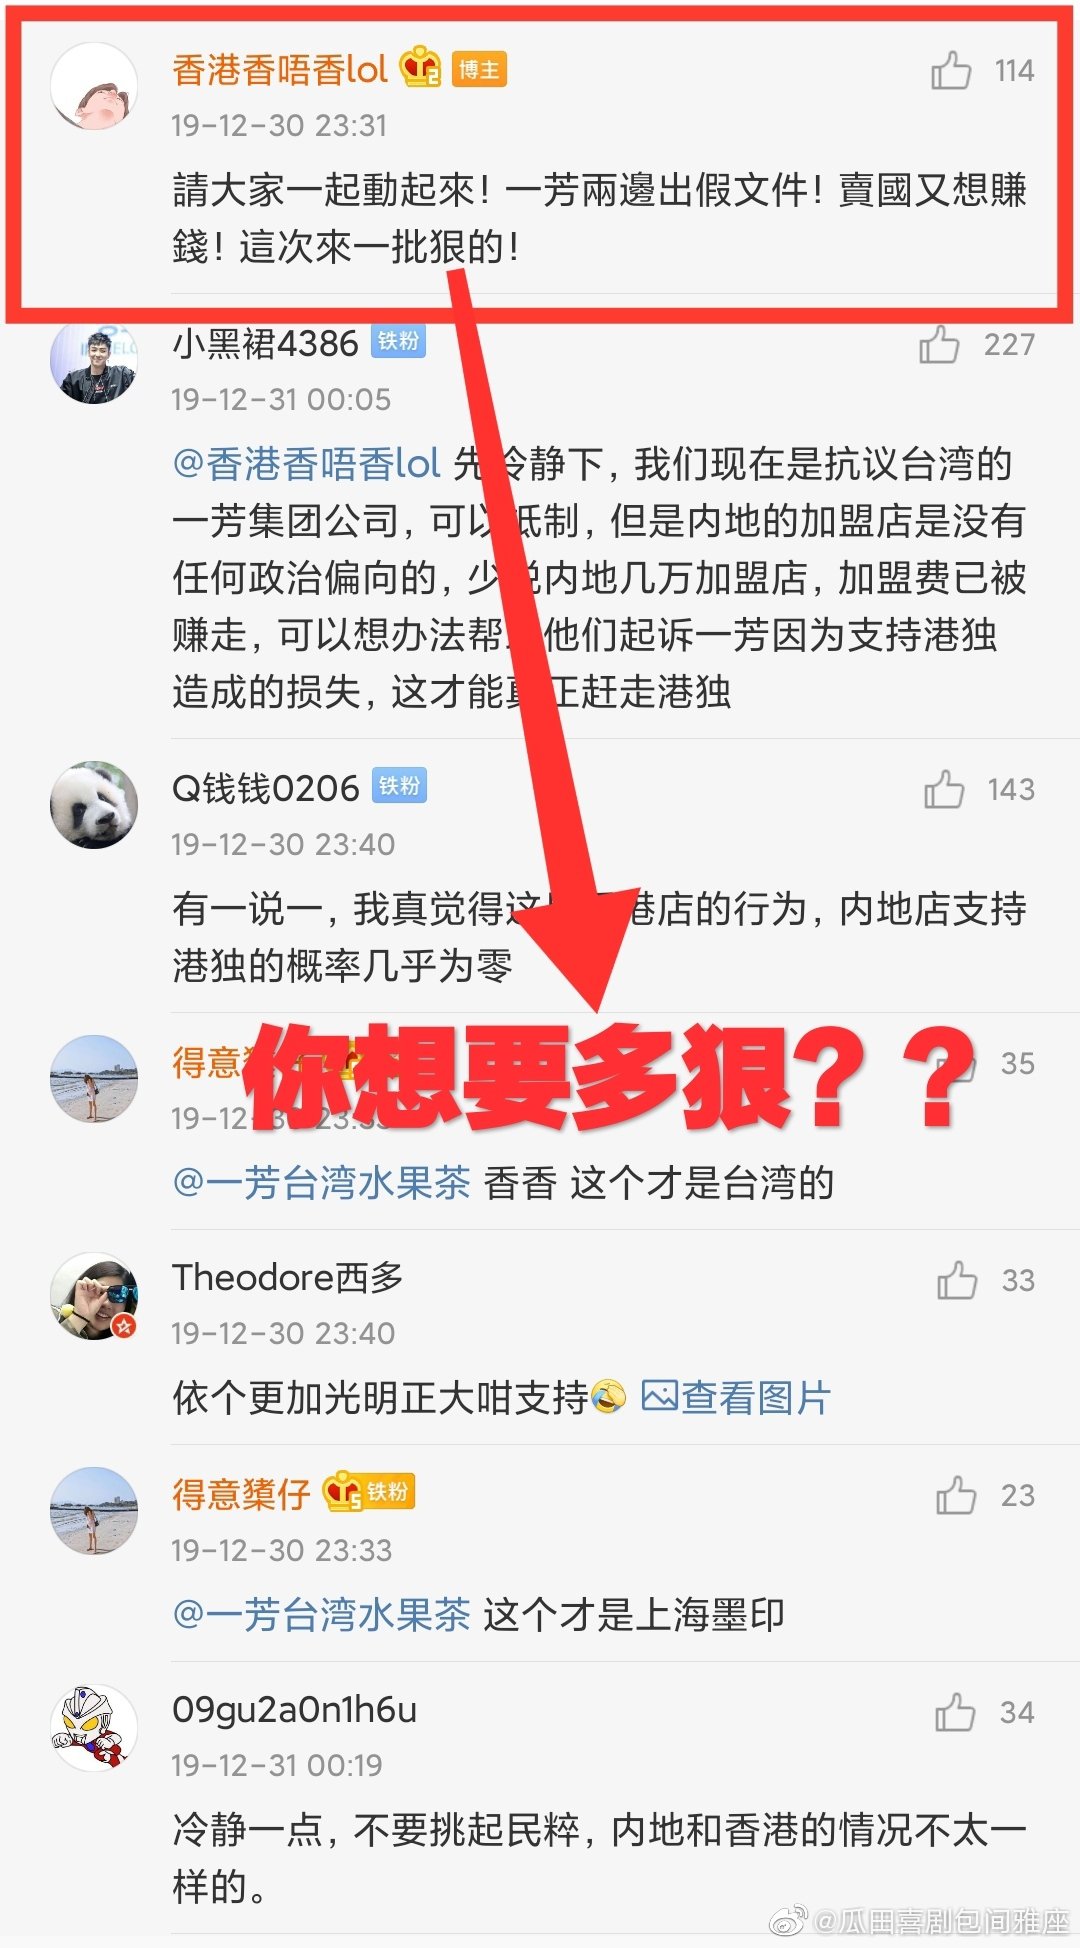 香港香唔香lol 2 博主 114
19-12-30 23:31
請大家一起動起來！一芳兩邊出假文件！賣國又想賺
錢！這次來一批狠的！
小黑裙4386 铁粉 227
19-12-31 00:05
@香港香唔香lol 先冷静下，我们现在是抗议台湾的
一芳集团公司，可以抵制，但是内地的加盟店是没有
任何政治偏向的，少说内地几万加盟店，加盟费已被
赚走，可以想办法帮 他们起诉一芳因为支持港独
造成的损失，这才能真正赶走港独
Q钱钱0206 铁粉 143
19-12-30 23:40
有一说一，我真觉得这 港店的行为，内地店支持
港独的概率几乎为零
得意 35
你想要多狠？？
19-12-30 23:33
@一芳台湾水果茶 香香 这个才是台湾的
Theodore西多 33
19-12-30 23:40
依个更加光明正大咁支持 查看图片
得意 仔 5 铁粉 23
19-12-30 23:33
@一芳台湾水果茶 这个才是上海墨印
09gu2a0n1h6u 34
19-12-31 00:19
冷静一点，不要挑起民粹，内地和香港的情况不太一
样的。
@瓜田喜剧包间雅座